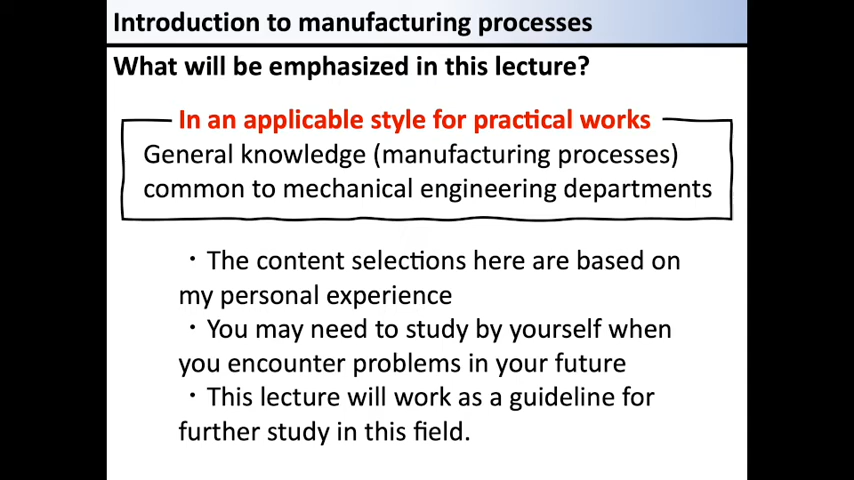 Introduction to manufacturing processes
What will be emphasized in this lecture?
In an applicable style for practical works
General knowledge (manufacturing processes)
common to mechanical engineering departments
・The content selections here are based on
my personal experience
・You may need to study by yourself when
you encounter problems in your future
・This lecture will work as a guideline for
further study in this field.